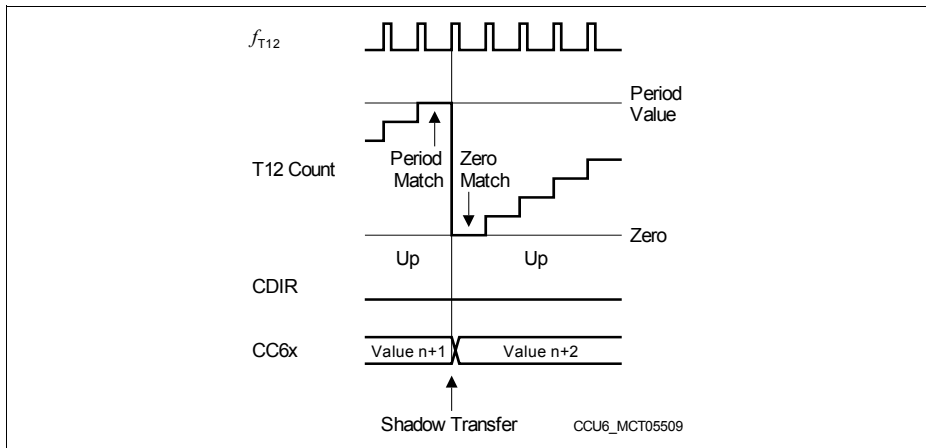 fT12
Period
Value
T12 Count
Period
Match
Zero
Match
Zero
Up
Up
CDIR
CC6x
Value n+1
Value n+2
Shadow Transfer
CCU6_MCT05509